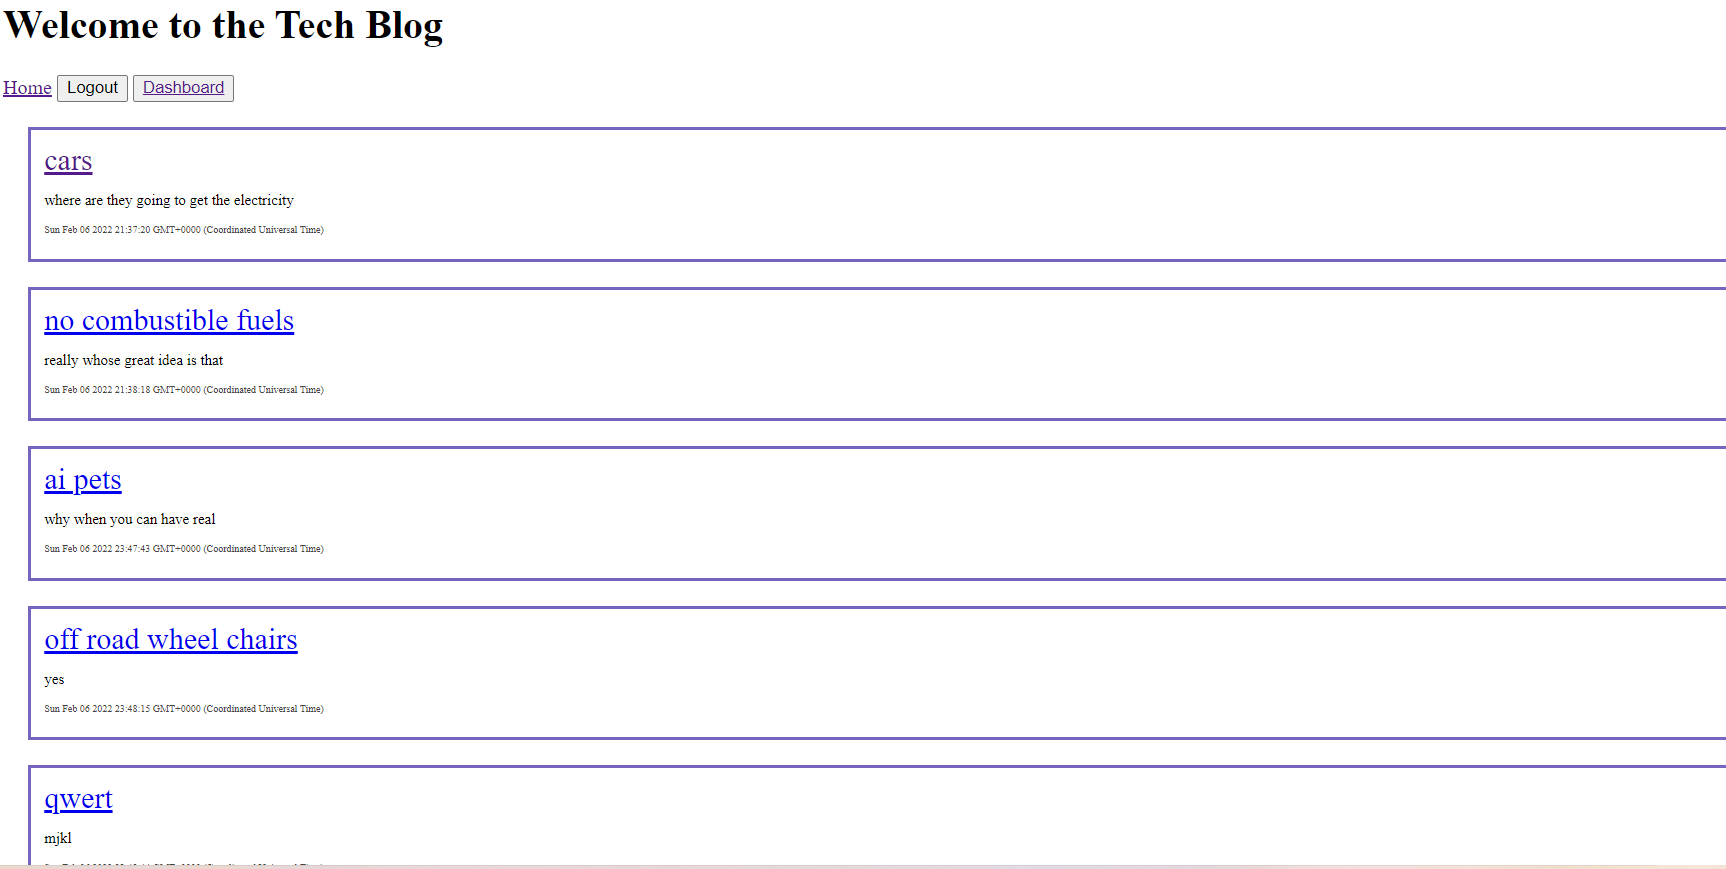 Welcome to the Tech Blog
Home Logout Dashboard
cars
where are they going to get the electricity
Sun Feb 06 2022 21:37:20 GMT+0000 (Coordinated Universal Time)
no combustible fuels
really whose great idea is that
Sun Feb 06 2022 21:38:18 GMT+0000 (Coordinated Universal Time)
ai pets
why when you can have real
Sun Feb 06 2022 23:47:43 GMT+0000 (Coordinated Universal Time)
off road wheel chairs
yes
Sun Feb 06 2022 23:48:15 GMT+0000 (Coordinated Universal Time)
qwert
mjkl